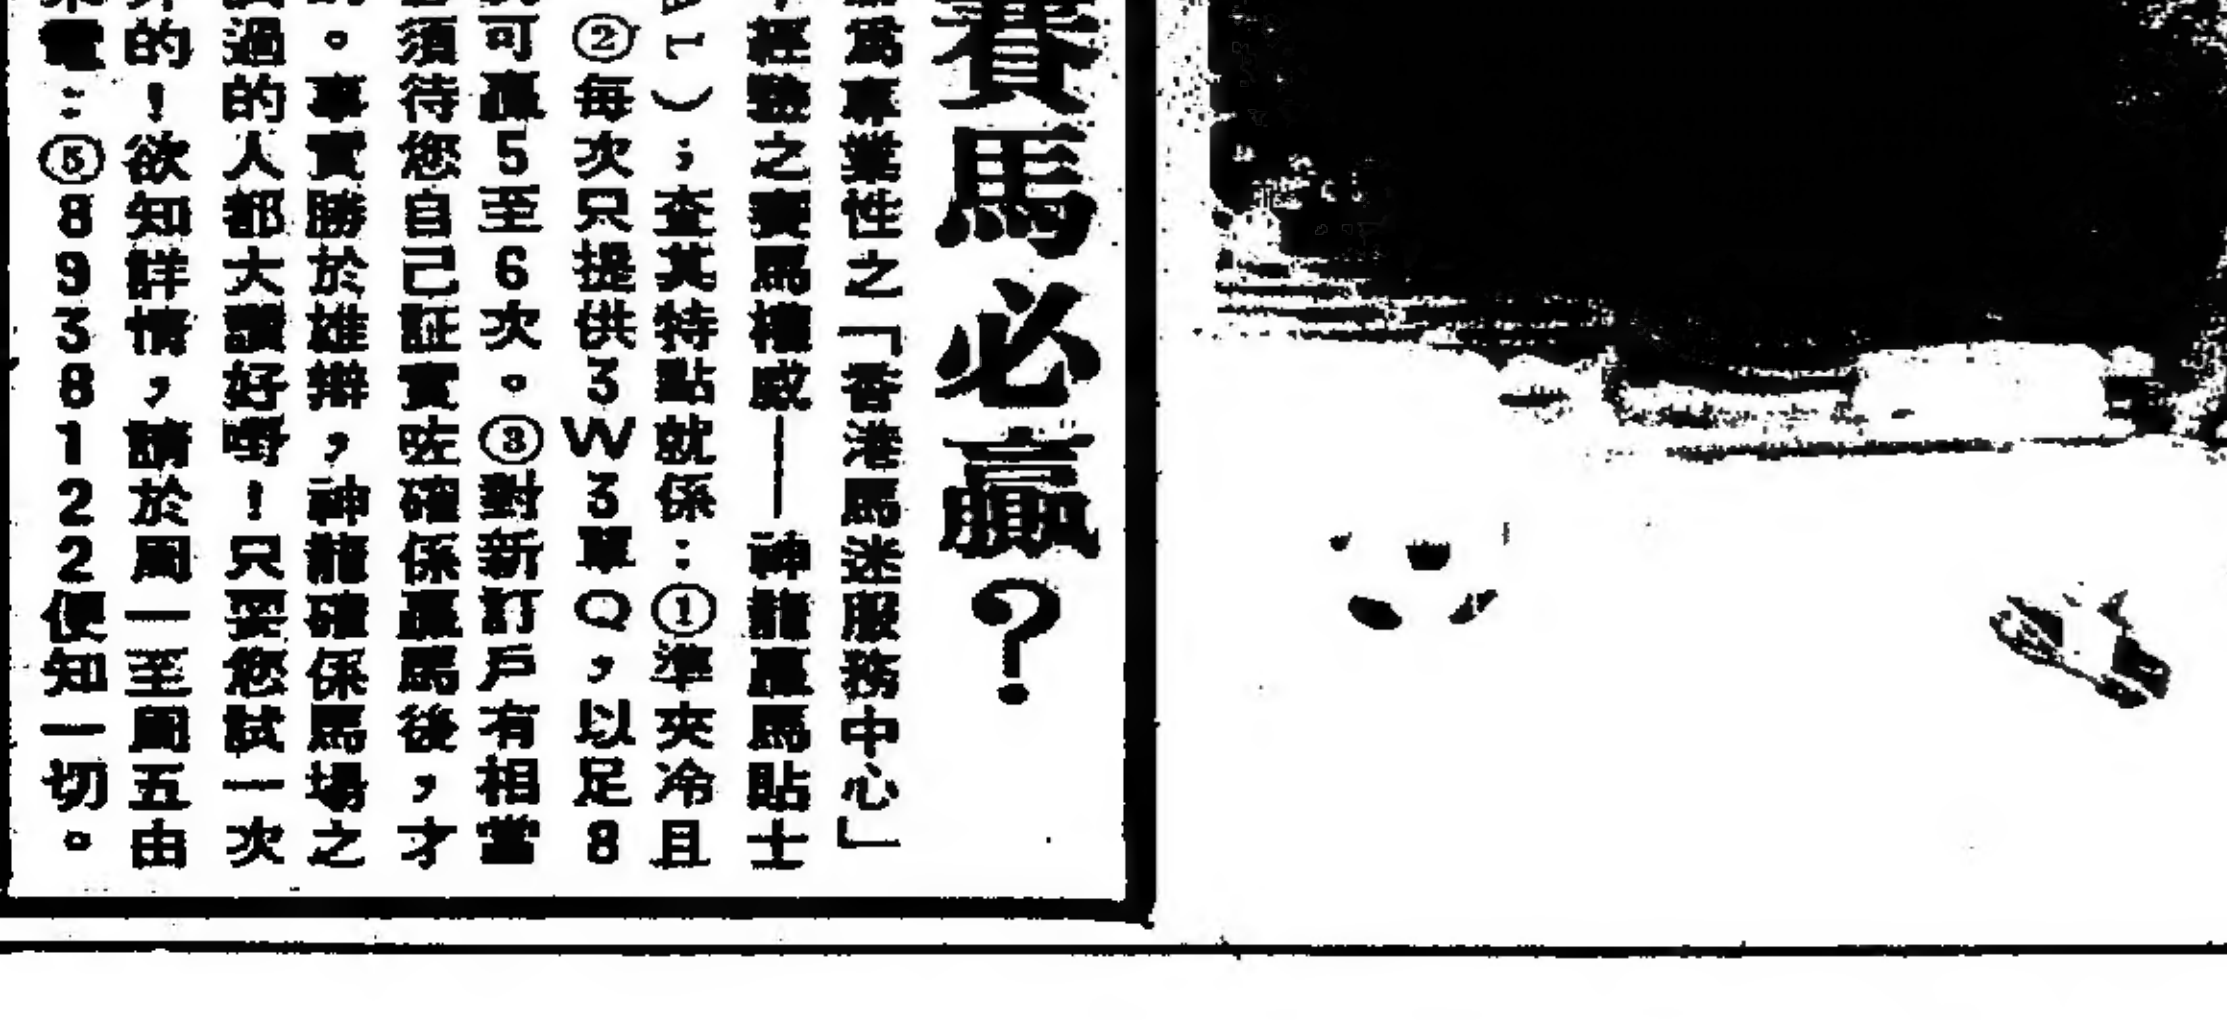 賽馬必贏？
為專業性之「香港馬迷服務中心」
經驗之賽馬權威——神龍贏馬貼士
）；查其特點就係：①準夾冷且
②每次只提供3W3單Q，以足8
可贏5至6次。③對新訂戶有相當
須待您自己証實咗確係贏馬後，才
。事實勝於雄辯，神龍確係馬場之
過的人都大讚好嘢！只要您試一次
的！欲知詳情，請於周一至周五由
電：⑤8938122便知一切。